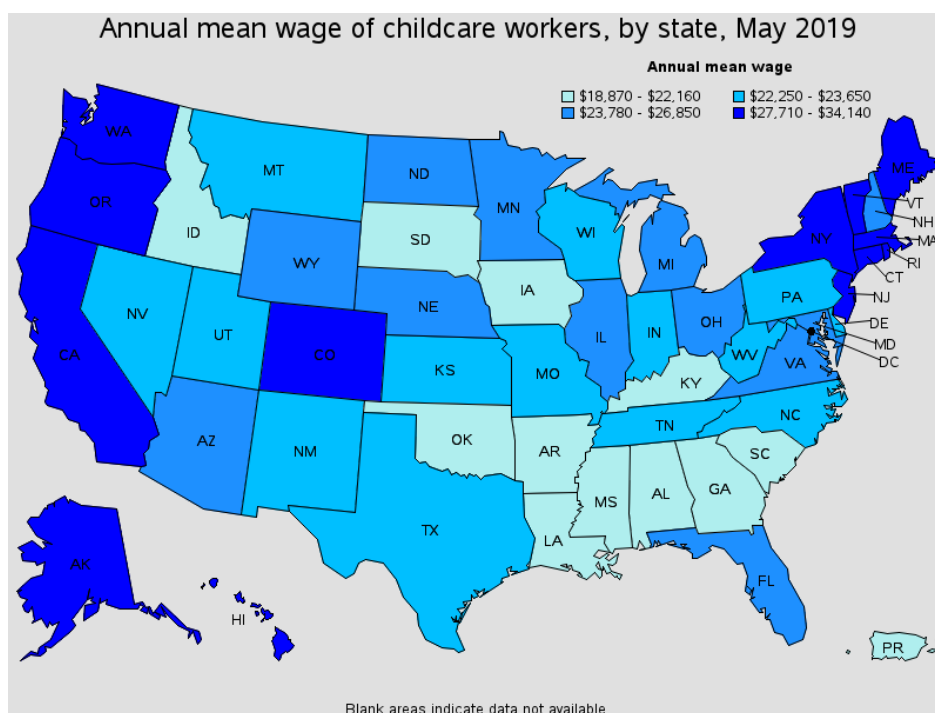 Annual mean wage of childcare workers, by state, May 2019
Annual mean wage
$18,870 - $22,160
$22,250 - $23,650
$23,780 - $26,850
$27,710 - $34,140
WA
ME
MT
ND
VT
OR
MN
NH
ID
SD
WI
NY
MA
WY
MI
RI
IA
CT
NE
PA
NJ
NV
OH
UT
IL
IN
DE
CA
CO
WV
MD
KS
MO
VA
DC
KY
NC
TN
AZ
OK
NM
AR
SC
MS
AL
GA
TX
LA
AK
FL
HI
PR
Blank areas indicate data not available